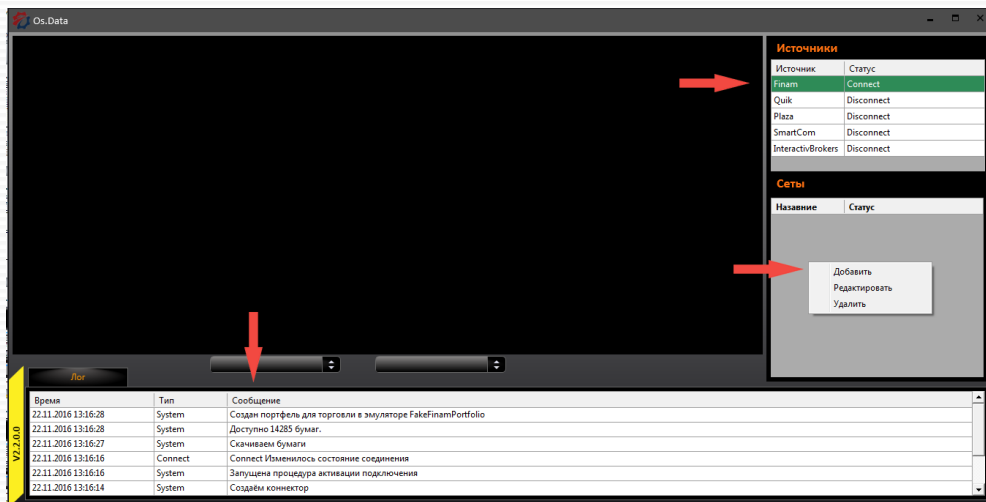 Os.Data
Источники
Источник Статус
Finam Connect
Quik Disconnect
Plaza Disconnect
SmartCom Disconnect
InteractivBrokers Disconnect
Сеты
Назавние Статус
Добавить
Редактировать
Удалить
Лог
V2.2.0.0
Время Тип Сообщение
22.11.2016 13:16:28 System Создан портфель для торговли в эмуляторе FakeFinamPortfolio
22.11.2016 13:16:28 System Доступно 14285 бумаг.
22.11.2016 13:16:27 System Скачиваем бумаги
22.11.2016 13:16:16 Connect Connect Изменилось состояние соединения
22.11.2016 13:16:16 System Запущена процедура активации подключения
22.11.2016 13:16:14 System Создаём коннектор